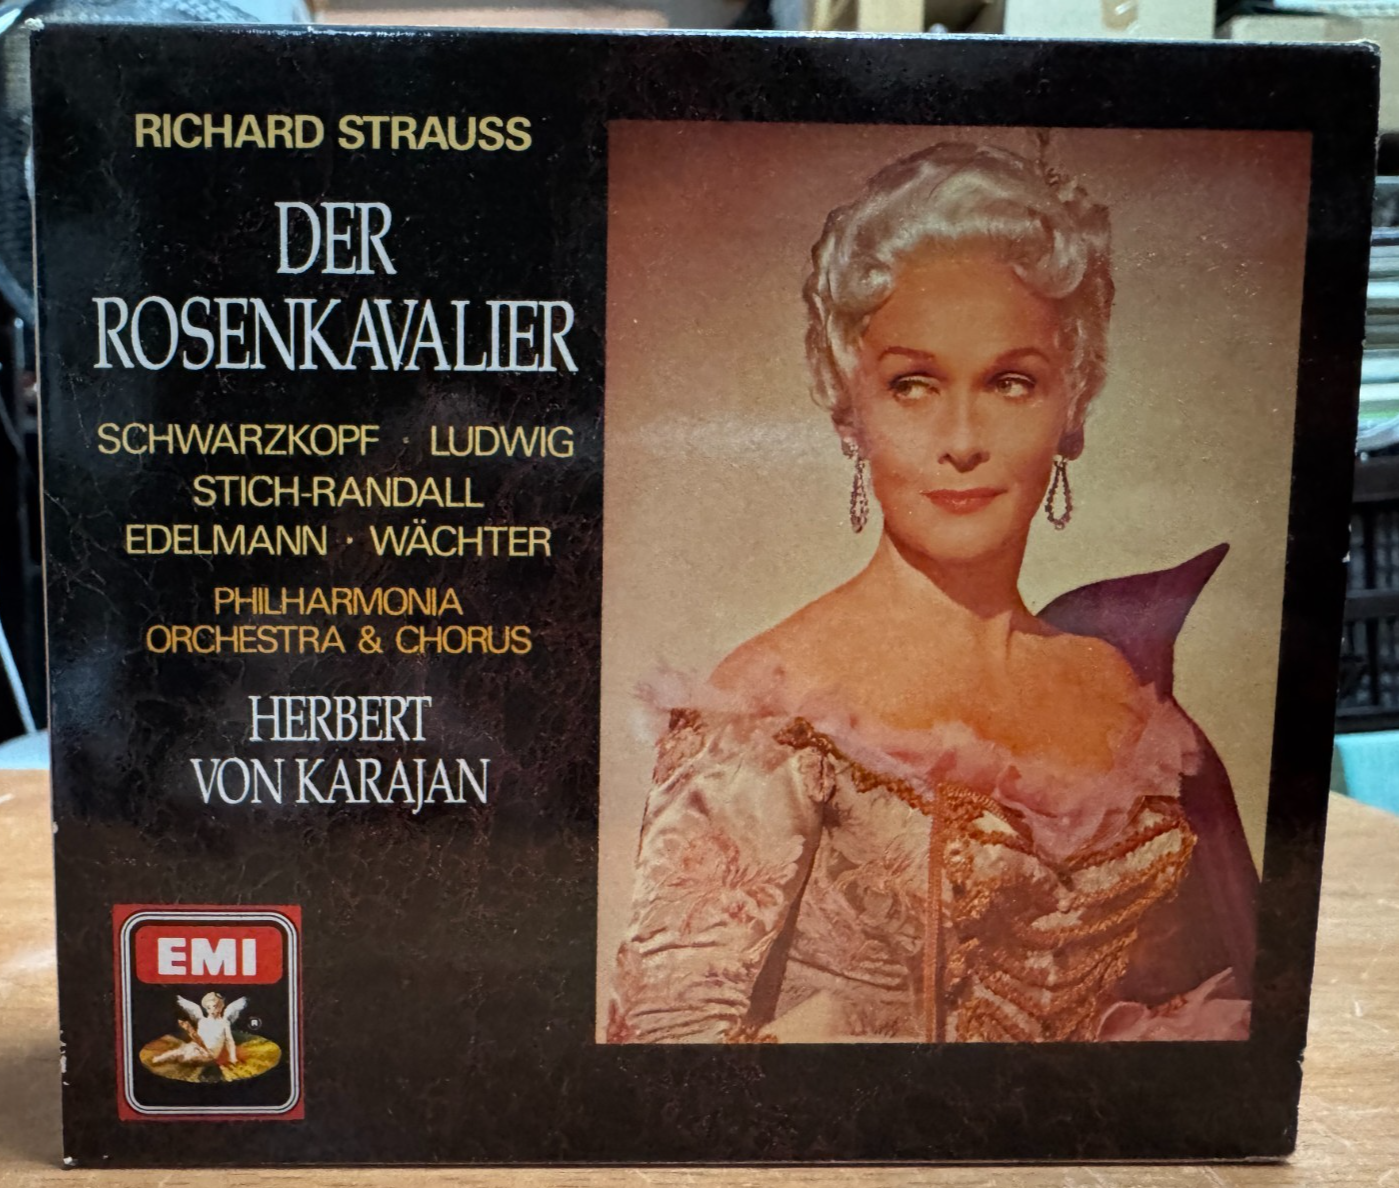 RICHARD STRAUSS
DER
ROSENKAVALIER
SCHWARZKOPF · LUDWIG
STICH-RANDALL
EDELMANN · WÄCHTER
PHILHARMONIA
ORCHESTRA & CHORUS
HERBERT
VON KARAJAN
EMI
®